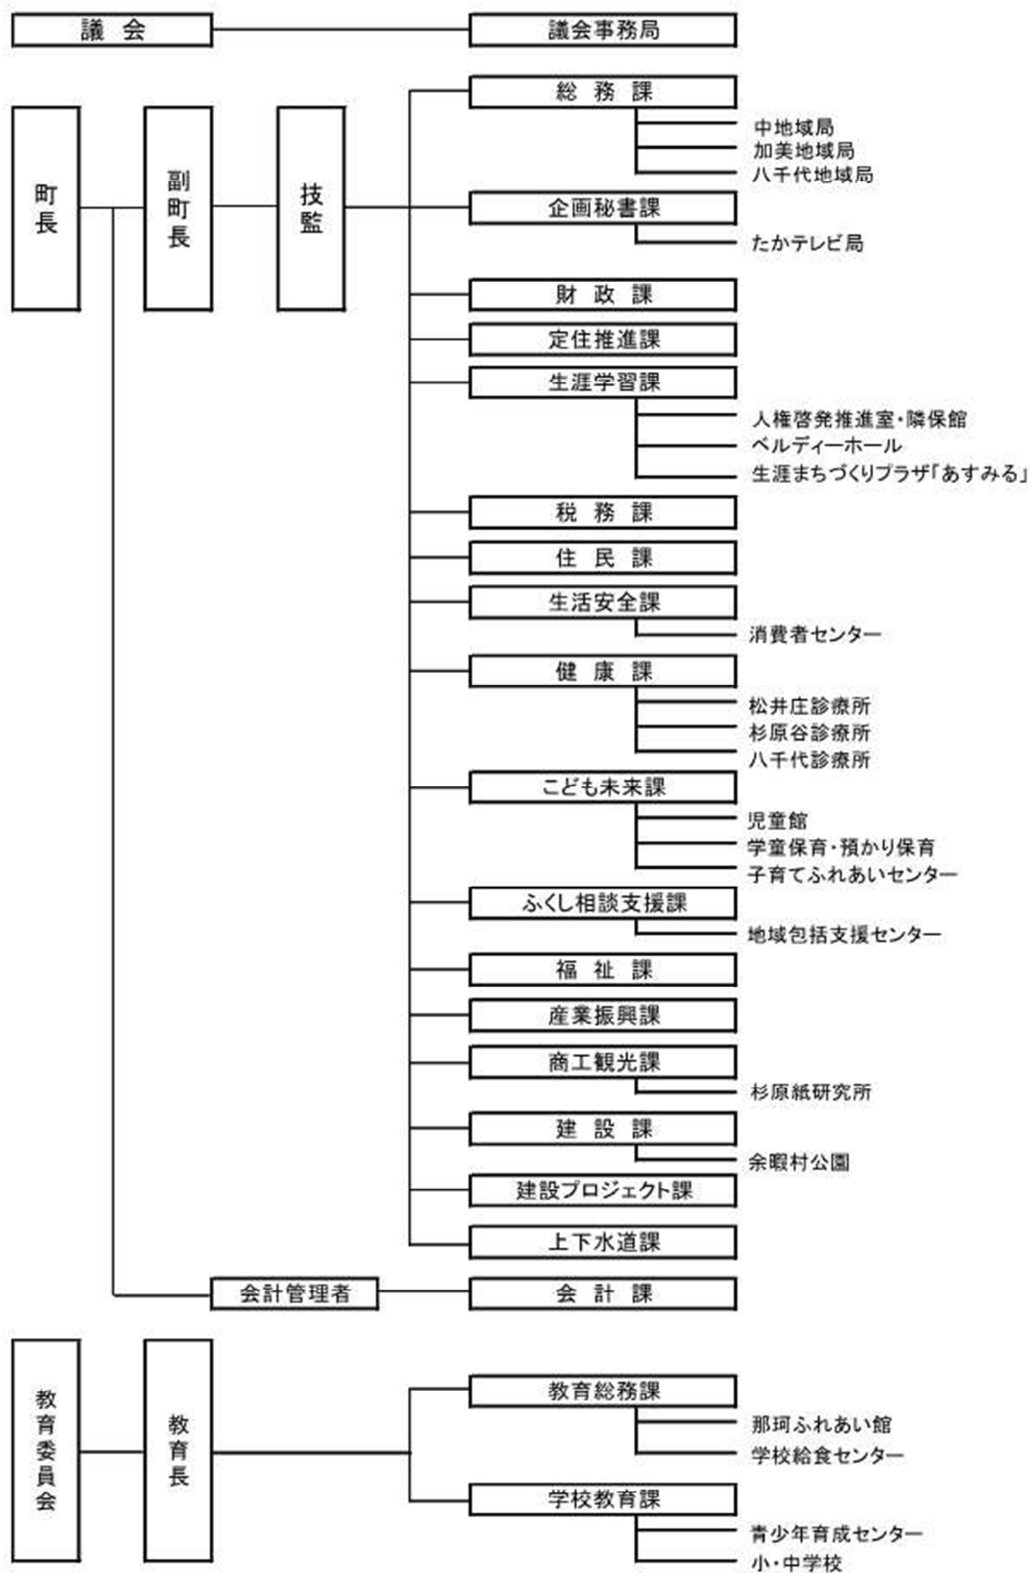 議会
議会事務局
町長
副町長
技監
総務課
中地域局
加美地域局
八千代地域局
企画秘書課
たかテレビ局
財政課
定住推進課
生涯学習課
人権啓発推進室・隣保館
ベルディーホール
生涯まちづくりプラザ「あすみる」
税務課
住民課
生活安全課
消費者センター
健康課
松井庄診療所
杉原谷診療所
八千代診療所
こども未来課
児童館
学童保育・預かり保育
子育てふれあいセンター
ふくし相談支援課
地域包括支援センター
福祉課
産業振興課
商工観光課
杉原紙研究所
建設課
余暇村公園
建設プロジェクト課
上下水道課
会計管理者
会計課
教育委員会
教育長
教育総務課
那珂ふれあい館
学校給食センター
学校教育課
青少年育成センター
小・中学校